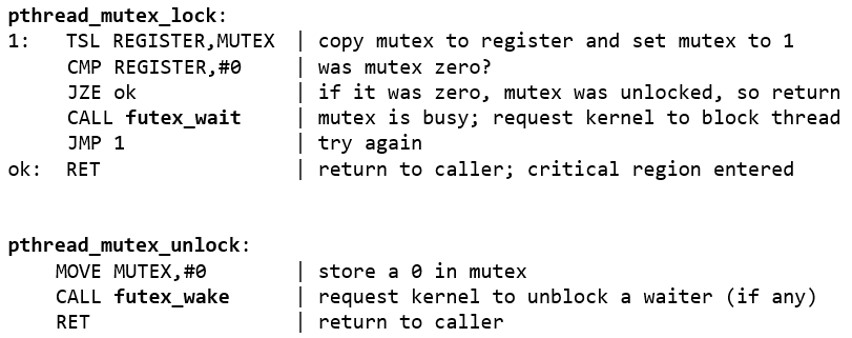 pthread_mutex_lock:
1: TSL REGISTER,MUTEX | copy mutex to register and set mutex to 1
CMP REGISTER,#0 | was mutex zero?
JZE ok | if it was zero, mutex was unlocked, so return
CALL futex_wait | mutex is busy; request kernel to block thread
JMP 1 | try again
ok: RET | return to caller; critical region entered
pthread_mutex_unlock:
MOVE MUTEX,#0 | store a 0 in mutex
CALL futex_wake | request kernel to unblock a waiter (if any)
RET | return to caller